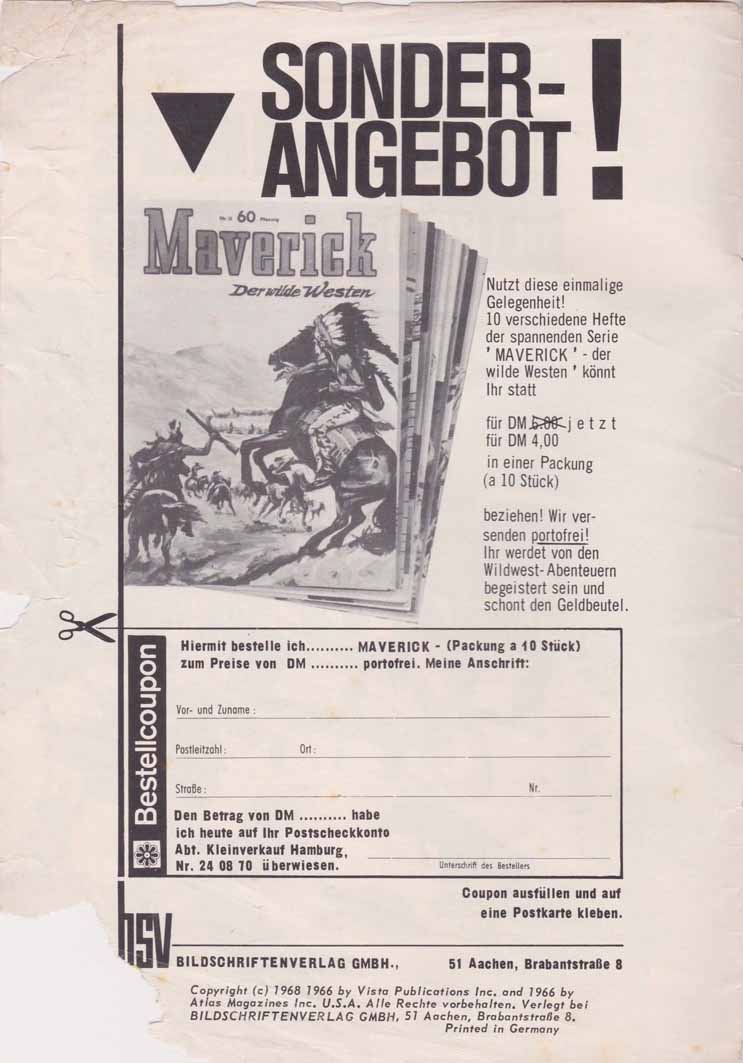 SONDER-
ANGEBOT!
Nr. 11 60 Pfennig
Maverick
Der wilde Westen
Nutzt diese einmalige
Gelegenheit!
10 verschiedene Hefte
der spannenden Serie
' MAVERICK ' - der
wilde Westen ' könnt
Ihr statt
für DM 6.00 j e t z t
für DM 4,00
in einer Packung
(a 10 Stück)
beziehen! Wir ver-
senden portofrei!
Ihr werdet von den
Wildwest-Abenteuern
begeistert sein und
schont den Geldbeutel.
Bestellcoupon
Hiermit bestelle ich.......... MAVERICK - (Packung a 10 Stück)
zum Preise von DM .......... portofrei. Meine Anschrift:
Vor- und Zuname :
Postleitzahl : Ort :
Straße : Nr.
Den Betrag von DM .......... habe
ich heute auf Ihr Postscheckkonto
Abt. Kleinverkauf Hamburg,
Nr. 24 08 70 überwiesen.
Unterschrift des Bestellers
Coupon ausfüllen und auf
eine Postkarte kleben.
bsv
BILDSCHRIFTENVERLAG GMBH., 51 Aachen, Brabantstraße 8
Copyright (c) 1968 1966 by Vista Publications Inc. and 1966 by
Atlas Magazines Inc. U.S.A. Alle Rechte vorbehalten. Verlegt bei
BILDSCHRIFTENVERLAG GMBH, 51 Aachen, Brabantstraße 8.
Printed in Germany